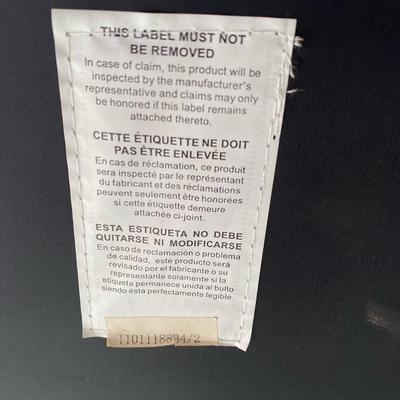 THIS LABEL MUST NOT
BE REMOVED
In case of claim, this product will be
inspected by the manufacturer's
representative and claims may only
be honored if this label remains
attached thereto.
CETTE ÉTIQUETTE NE DOIT
PAS ÊTRE ENLEVÉE
En cas de réclamation, ce produit
sera inspecté par le représentant
du fabricant et des réclamations
peuvent seulement être honorées
si cette étiquette demeure
attachée ci-joint.
ESTA ESTIQUETA NO DEBE
QUITARSE NI MODIFICARSE
En caso de reclamación o problema
de calidad, este producto será
revisado por el fabricante o su
representante solamente si la
etiqueta permanece unida al bulto
siendo ésta perfectamente legible.
1101118834/2